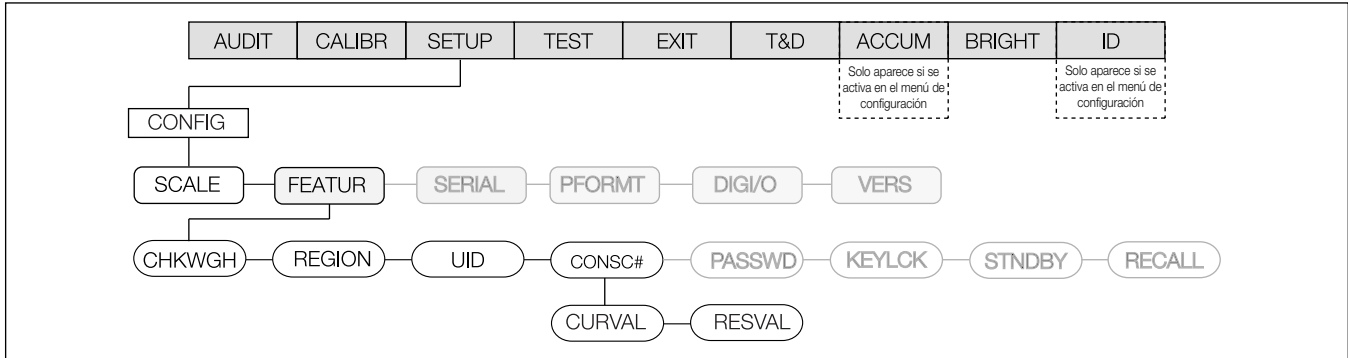 AUDIT CALIBR SETUP TEST EXIT T&D ACCUM BRIGHT ID
Solo aparece si se
activa en el menú de
configuración
Solo aparece si se
activa en el menú de
configuración
CONFIG
SCALE FEATUR SERIAL PFORMT DIGI/O VERS
CHKWGH REGION UID CONSC# PASSWD KEYLCK STNDBY RECALL
CURVAL RESVAL